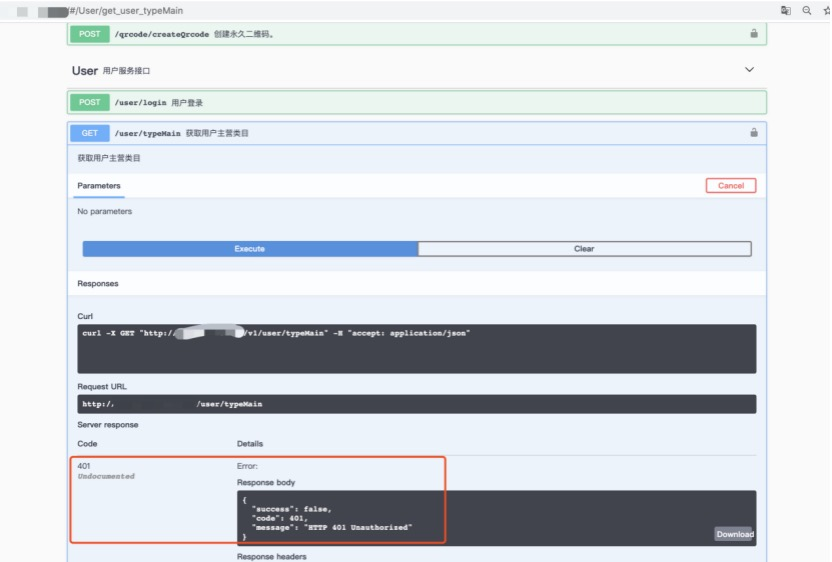 /#/User/get_user_typeMain
POST /qrcode/createQrcode 创建永久二维码。
User 用户服务接口
POST /user/login 用户登录
GET /user/typeMain 获取用户主营类目
获取用户主营类目
Parameters Cancel
No parameters
Execute Clear
Responses
Curl
curl -X GET "http:/ /v1/user/typeMain" -H "accept: application/json"
Request URL
http:/, /user/typeMain
Server response
Code Details
401 Error:
Undocumented
Response body
{
"success": false,
"code": 401,
"message": "HTTP 401 Unauthorized"
}
Download
Response headers